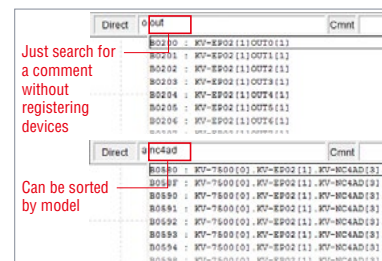 Direct o out Cmnt
B0200 : KV-EP02[1]OUT0[1]
B0201 : KV-EP02[1]OUT1[1]
B0202 : KV-EP02[1]OUT2[1]
B0203 : KV-EP02[1]OUT3[1]
B0204 : KV-EP02[1]OUT4[1]
B0205 : KV-EP02[1]OUT5[1]
B0206 : KV-EP02[1]OUT6[1]
Just search for
a comment
without
registering
devices
Direct a nc4ad Cmnt
KV-7500[0].KV-EP02[1].KV-NC4AD[3]
KV-7500[0].KV-EP02[1].KV-NC4AD[3]
B0590 : KV-7500[0].KV-EP02[1].KV-NC4AD[3]
B0591 : KV-7500[0].KV-EP02[1].KV-NC4AD[3]
B0592 : KV-7500[0].KV-EP02[1].KV-NC4AD[3]
B0593 : KV-7500[0].KV-EP02[1].KV-NC4AD[3]
B0594 : KV-7500[0].KV-EP02[1].KV-NC4AD[3]
Can be sorted
by model